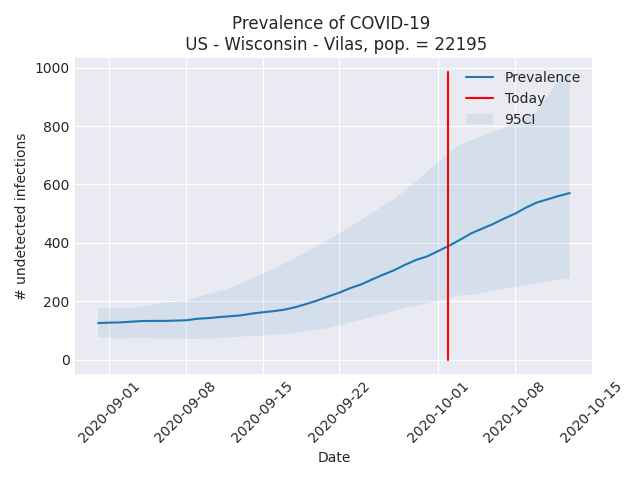 Prevalence of COVID-19
US - Wisconsin - Vilas, pop. = 22195
1000
800
600
400
200
0
# undetected infections
Prevalence
Today
95CI
2020-09-01
2020-09-08
2020-09-15
2020-09-22
2020-10-01
2020-10-08
2020-10-15
Date